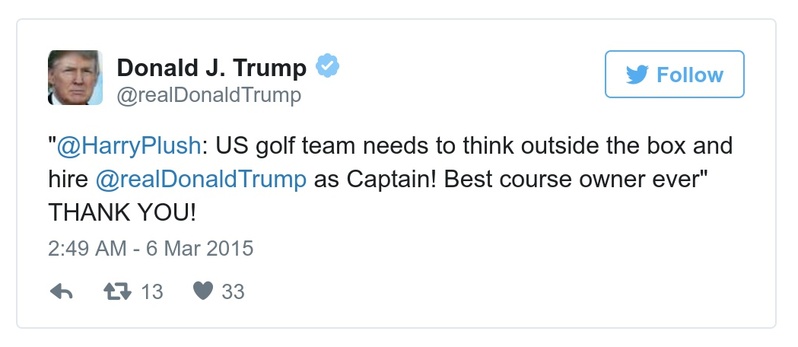 Donald J. Trump
@realDonaldTrump
Follow
"@HarryPlush: US golf team needs to think outside the box and
hire @realDonaldTrump as Captain! Best course owner ever"
THANK YOU!
2:49 AM - 6 Mar 2015
13 33